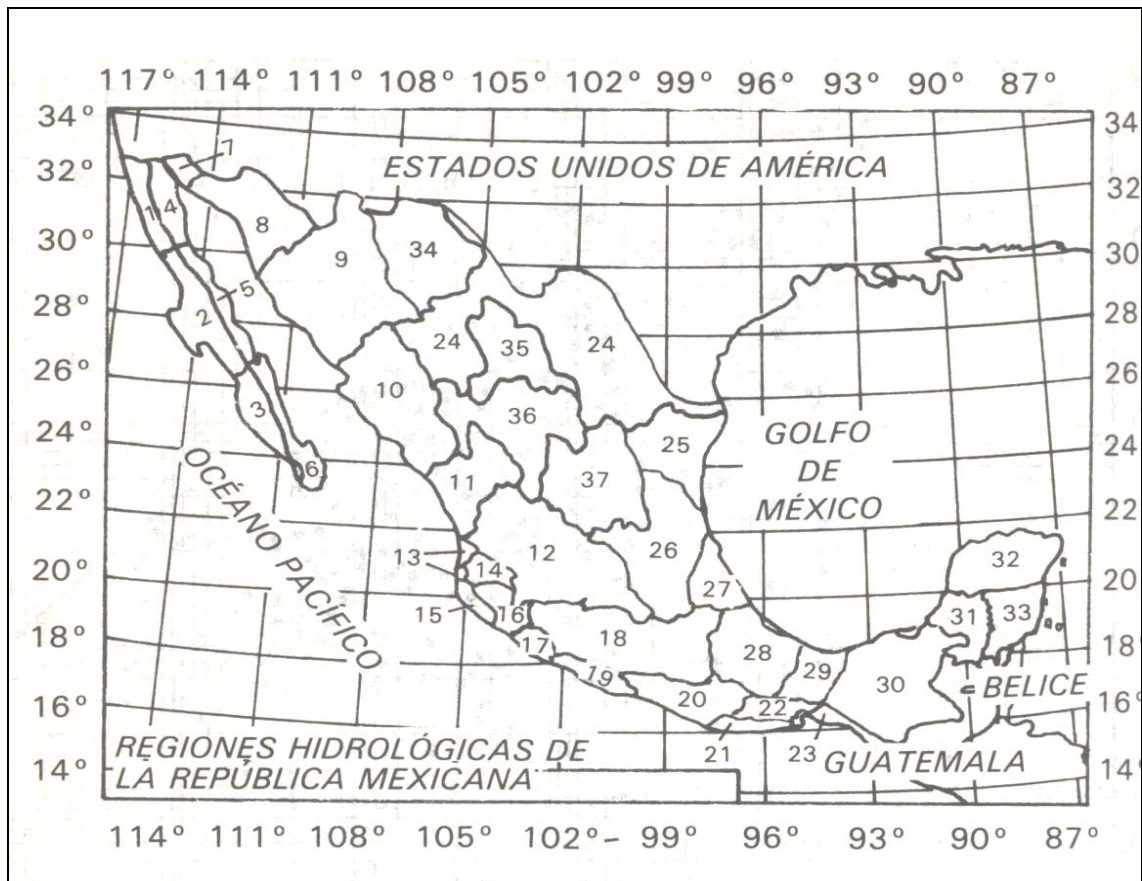 117° 114° 111° 108° 105° 102° 99° 96° 93° 90° 87°
34° 34
ESTADOS UNIDOS DE AMÉRICA
32° 32
7
1 4 8
30° 9 34 30
5
28° 2 24 35 24 28
26° 10 26
3 36
24° 25 GOLFO 24
OCÉANO PACÍFICO 6 DE
11 37 MÉXICO
22° 22
13 12 26 32
20° 14 27 20
15 16 31 33
18° 17 18 28 29 18
19 30 BELICE
16° 20 22 16°
21 23 GUATEMALA
REGIONES HIDROLÓGICAS DE
LA REPÚBLICA MEXICANA
14° 14°
114° 111° 108° 105° 102° 99° 96° 93° 90° 87°